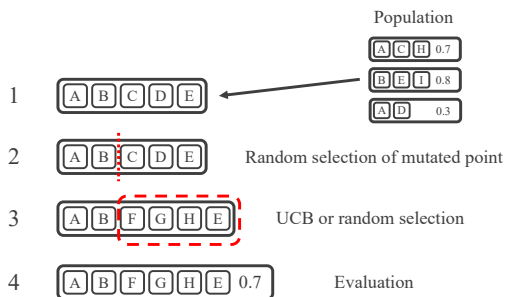 Population
A C H 0.7
B E I 0.8
A D 0.3
1 A B C D E
2 A B C D E Random selection of mutated point
3 A B F G H E UCB or random selection
4 A B F G H E 0.7 Evaluation